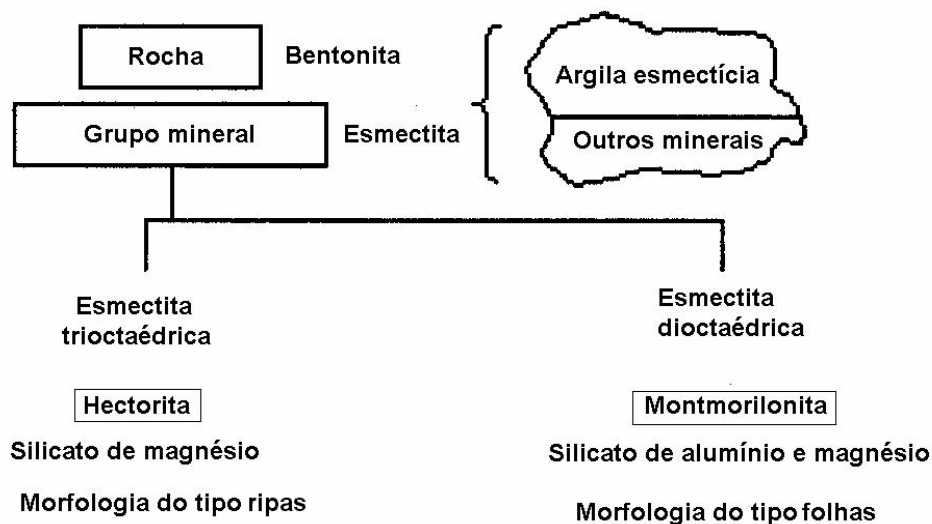 Rocha
Bentonita
Grupo mineral
Esmectita
Argila esmectícia
Outros minerais
Esmectita
trioctaédrica
Esmectita
dioctaédrica
Hectorita
Montmorilonita
Silicato de magnésio
Silicato de alumínio e magnésio
Morfologia do tipo ripas
Morfologia do tipo folhas